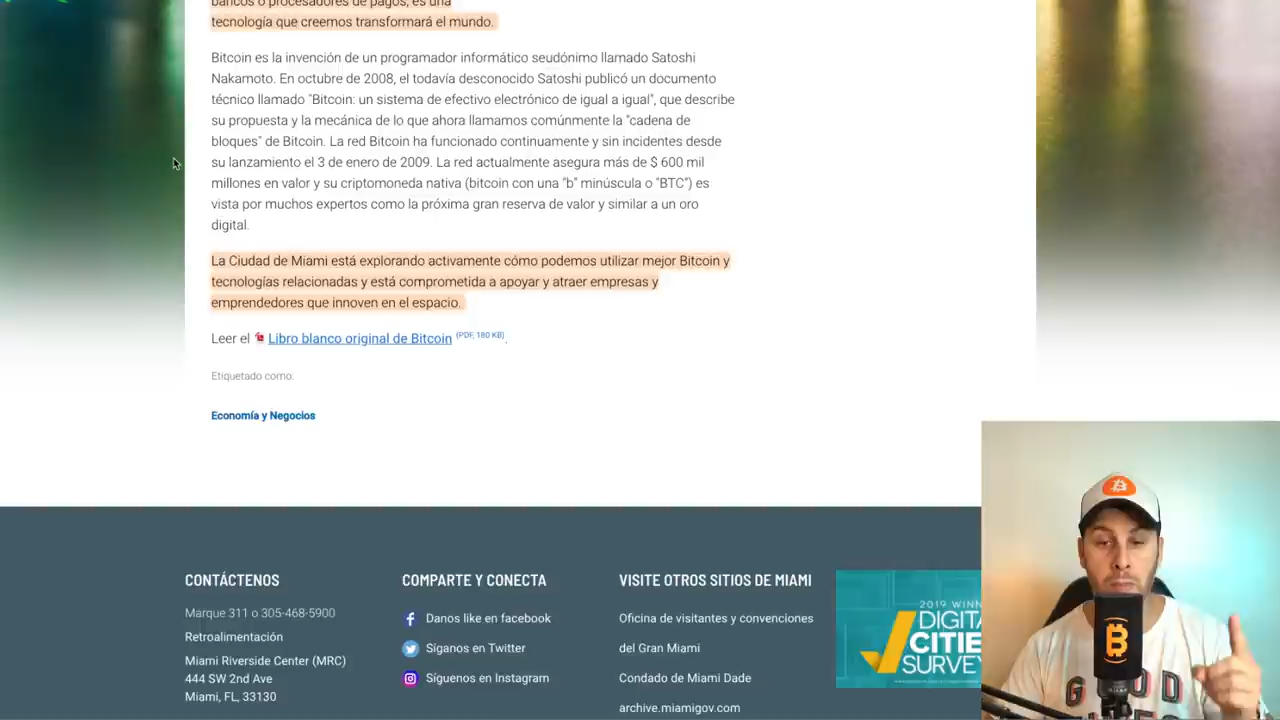 bancos o procesadores de pagos, es una
tecnología que creemos transformará el mundo.
Bitcoin es la invención de un programador informático seudónimo llamado Satoshi
Nakamoto. En octubre de 2008, el todavía desconocido Satoshi publicó un documento
técnico llamado "Bitcoin: un sistema de efectivo electrónico de igual a igual", que describe
su propuesta y la mecánica de lo que ahora llamamos comúnmente la "cadena de
bloques" de Bitcoin. La red Bitcoin ha funcionado continuamente y sin incidentes desde
su lanzamiento el 3 de enero de 2009. La red actualmente asegura más de $ 600 mil
millones en valor y su criptomoneda nativa (bitcoin con una "b" minúscula o "BTC") es
vista por muchos expertos como la próxima gran reserva de valor y similar a un oro
digital.
La Ciudad de Miami está explorando activamente cómo podemos utilizar mejor Bitcoin y
tecnologías relacionadas y está comprometida a apoyar y atraer empresas y
emprendedores que innoven en el espacio.
Leer el Libro blanco original de Bitcoin (PDF, 180 KB).
Etiquetado como:
Economía y Negocios
CONTÁCTENOS
Marque 311 o 305-468-5900
Retroalimentación
Miami Riverside Center (MRC)
444 SW 2nd Ave
Miami, FL, 33130
COMPARTE Y CONECTA
Danos like en facebook
Síganos en Twitter
Síguenos en Instagram
VISITE OTROS SITIOS DE MIAMI
Oficina de visitantes y convenciones
del Gran Miami
Condado de Miami Dade
archive.miamigov.com
2019 WINN
DIGITA
CITIE
SURVEY